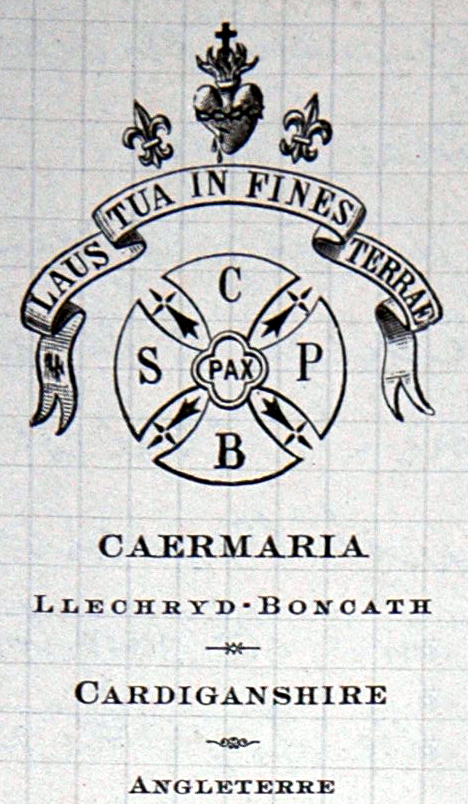 LAUS TUA IN FINES TERRAE
C
S PAX P
B
CAERMARIA
LLECHRYD-BONCATH
CARDIGANSHIRE
ANGLETERRE